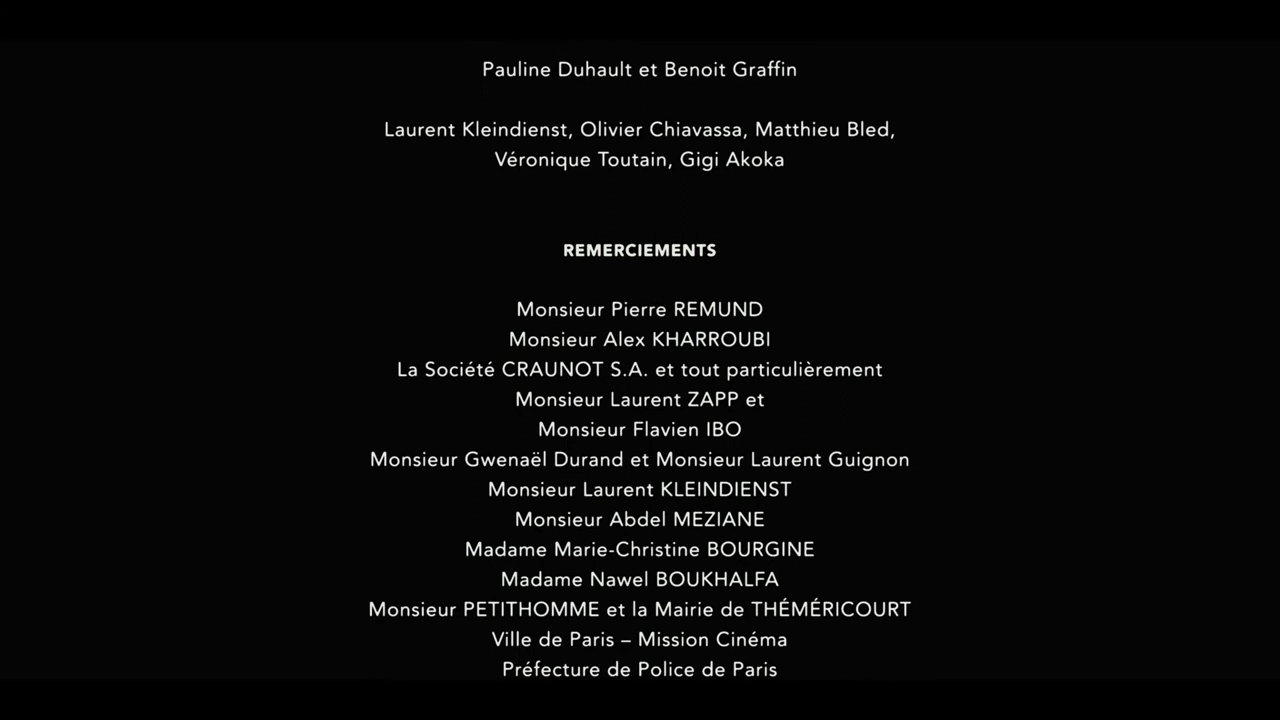 Pauline Duhault et Benoit Graffin
Laurent Kleindienst, Olivier Chiavassa, Matthieu Bled,
Véronique Toutain, Gigi Akoka
REMERCIEMENTS
Monsieur Pierre REMUND
Monsieur Alex KHARROUBI
La Société CRAUNOT S.A. et tout particulièrement
Monsieur Laurent ZAPP et
Monsieur Flavien IBO
Monsieur Gwenaël Durand et Monsieur Laurent Guignon
Monsieur Laurent KLEINDIENST
Monsieur Abdel MEZIANE
Madame Marie-Christine BOURGINE
Madame Nawel BOUKHALFA
Monsieur PETITHOMME et la Mairie de THÉMÉRICOURT
Ville de Paris – Mission Cinéma
Préfecture de Police de Paris